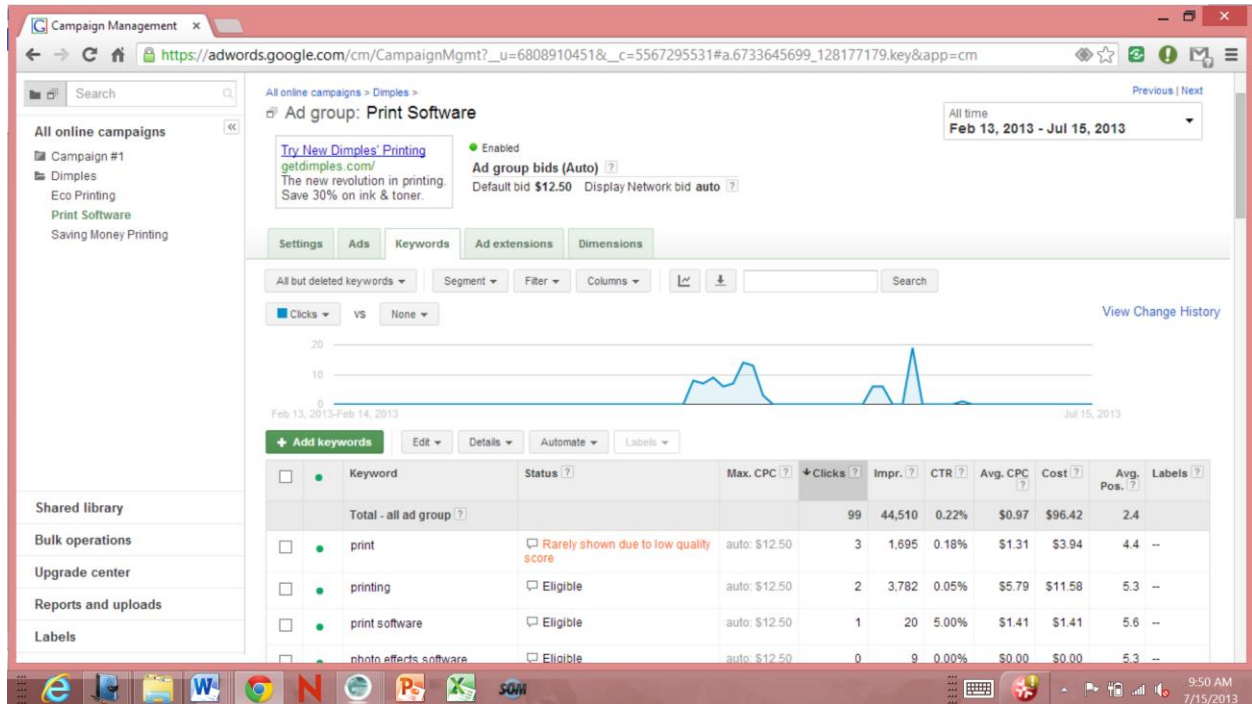 Campaign Management
https://adwords.google.com/cm/CampaignMgmt?__u=6808910451&__c=5567295531#a.6733645699_128177179.key&app=cm
Search
All online campaigns
Campaign #1
Dimples
Eco Printing
Print Software
Saving Money Printing
Shared library
Bulk operations
Upgrade center
Reports and uploads
Labels
All online campaigns > Dimples >
Previous | Next
Ad group: Print Software
All time
Feb 13, 2013 - Jul 15, 2013
Try New Dimples' Printing
getdimples.com/
The new revolution in printing.
Save 30% on ink & toner.
Enabled
Ad group bids (Auto) ?
Default bid $12.50 Display Network bid auto ?
Settings Ads Keywords Ad extensions Dimensions
All but deleted keywords Segment Filter Columns Search
Clicks VS None
View Change History
20
10
0
Feb 13, 2013-Feb 14, 2013 Jul 15, 2013
+ Add keywords Edit Details Automate Labels
Keyword Status ? Max. CPC ? Clicks ? Impr. ? CTR ? Avg. CPC ? Cost ? Avg. Pos. ? Labels ?
Total - all ad group ? 99 44,510 0.22% $0.97 $96.42 2.4
print Rarely shown due to low quality score auto: $12.50 3 1,695 0.18% $1.31 $3.94 4.4 --
printing Eligible auto: $12.50 2 3,782 0.05% $5.79 $11.58 5.3 --
print software Eligible auto: $12.50 1 20 5.00% $1.41 $1.41 5.6 --
photo effects software Eligible auto: $12.50 0 9 0.00% $0.00 $0.00 5.3 --
SOM
9:50 AM
7/15/2013